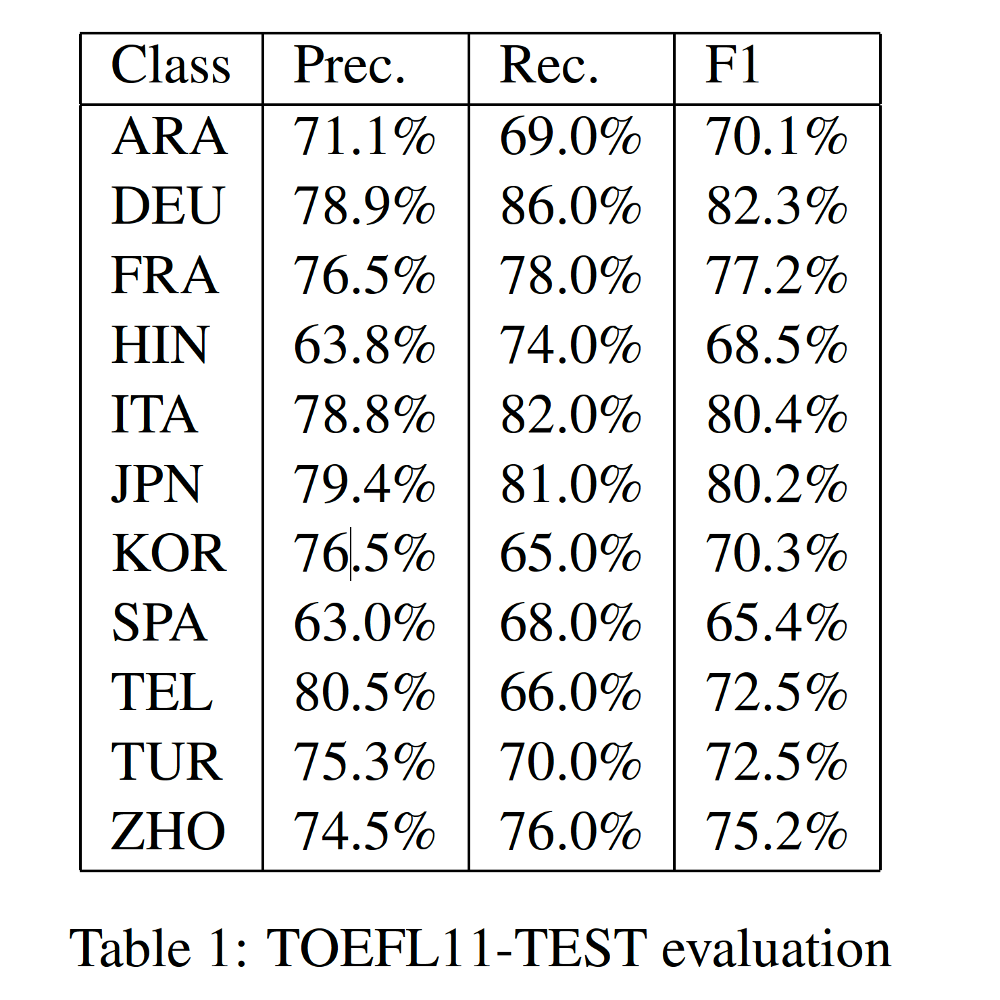 Class Prec. Rec. F1
ARA 71.1% 69.0% 70.1%
DEU 78.9% 86.0% 82.3%
FRA 76.5% 78.0% 77.2%
HIN 63.8% 74.0% 68.5%
ITA 78.8% 82.0% 80.4%
JPN 79.4% 81.0% 80.2%
KOR 76.5% 65.0% 70.3%
SPA 63.0% 68.0% 65.4%
TEL 80.5% 66.0% 72.5%
TUR 75.3% 70.0% 72.5%
ZHO 74.5% 76.0% 75.2%
Table 1: TOEFL11-TEST evaluation